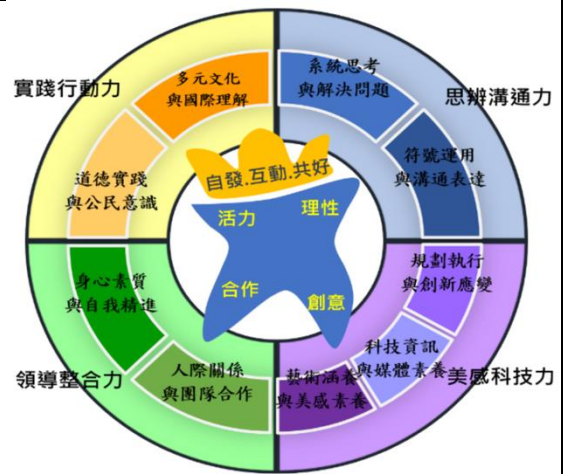 實踐行動力
多元文化
與國際理解
系統思考
與解決問題
思辨溝通力
道德實踐
與公民意識
符號運用
與溝通表達
自發.互動.共好
活力
理性
合作
創意
身心素質
與自我精進
規劃執行
與創新應變
領導整合力
人際關係
與團隊合作
藝術涵養
與美感素養
科技資訊
與媒體素養
美感科技力